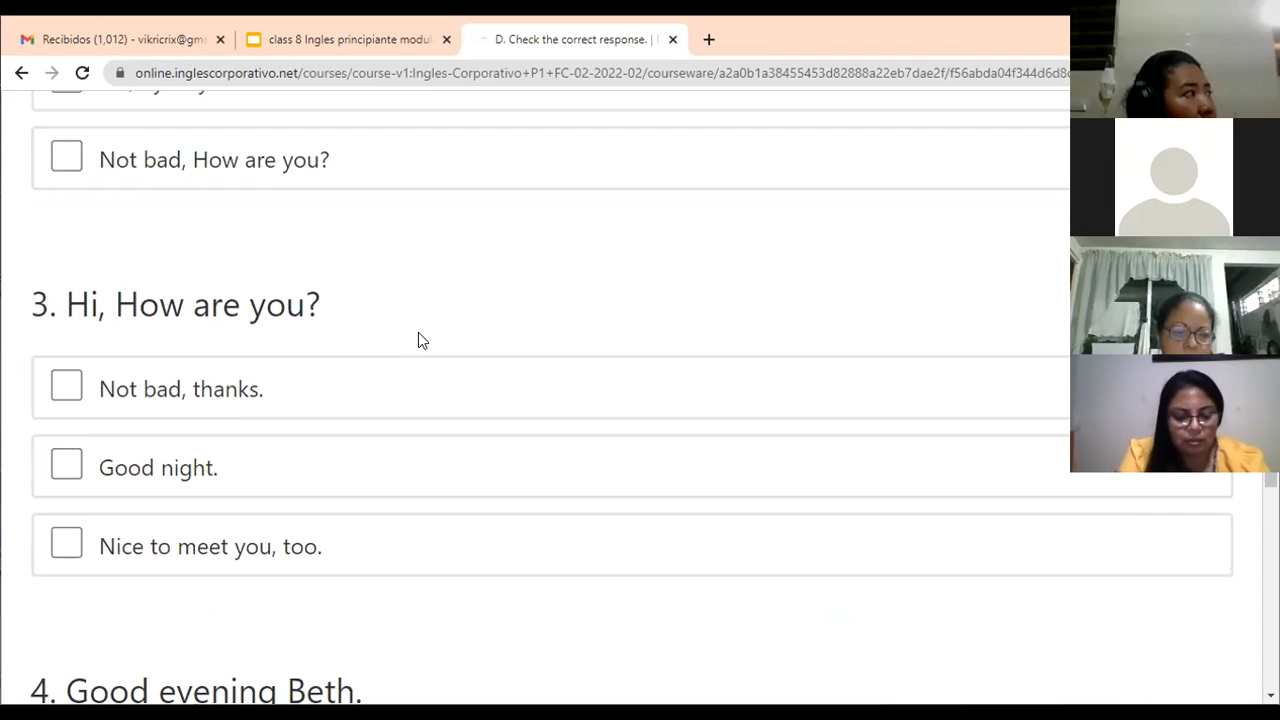 Recibidos (1,012) - vikricrix@gm
class 8 Ingles principiante modul
D. Check the correct response. |
online.inglescorporativo.net/courses/course-v1:Ingles-Corporativo+P1+FC-02-2022-02/courseware/a2a0b1a38455453d82888a22eb7dae2f/f56abda04f344d6d8
Not bad, How are you?
3. Hi, How are you?
Not bad, thanks.
Good night.
Nice to meet you, too.
4. Good evening Beth.